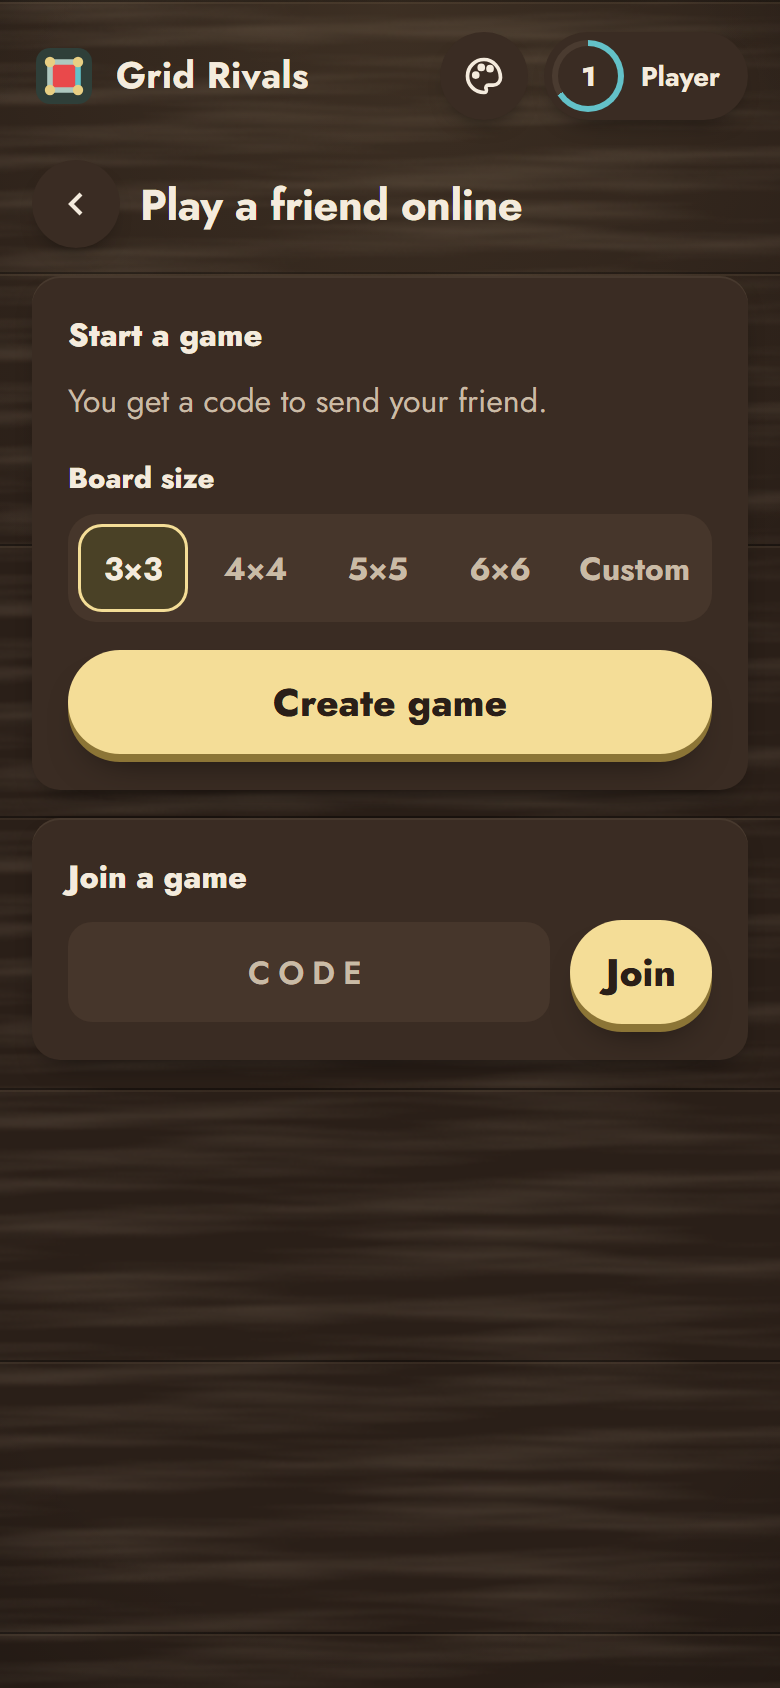 Grid Rivals
1 Player
Play a friend online
Start a game
You get a code to send your friend.
Board size
3×3 4×4 5×5 6×6 Custom
Create game
Join a game
CODE Join